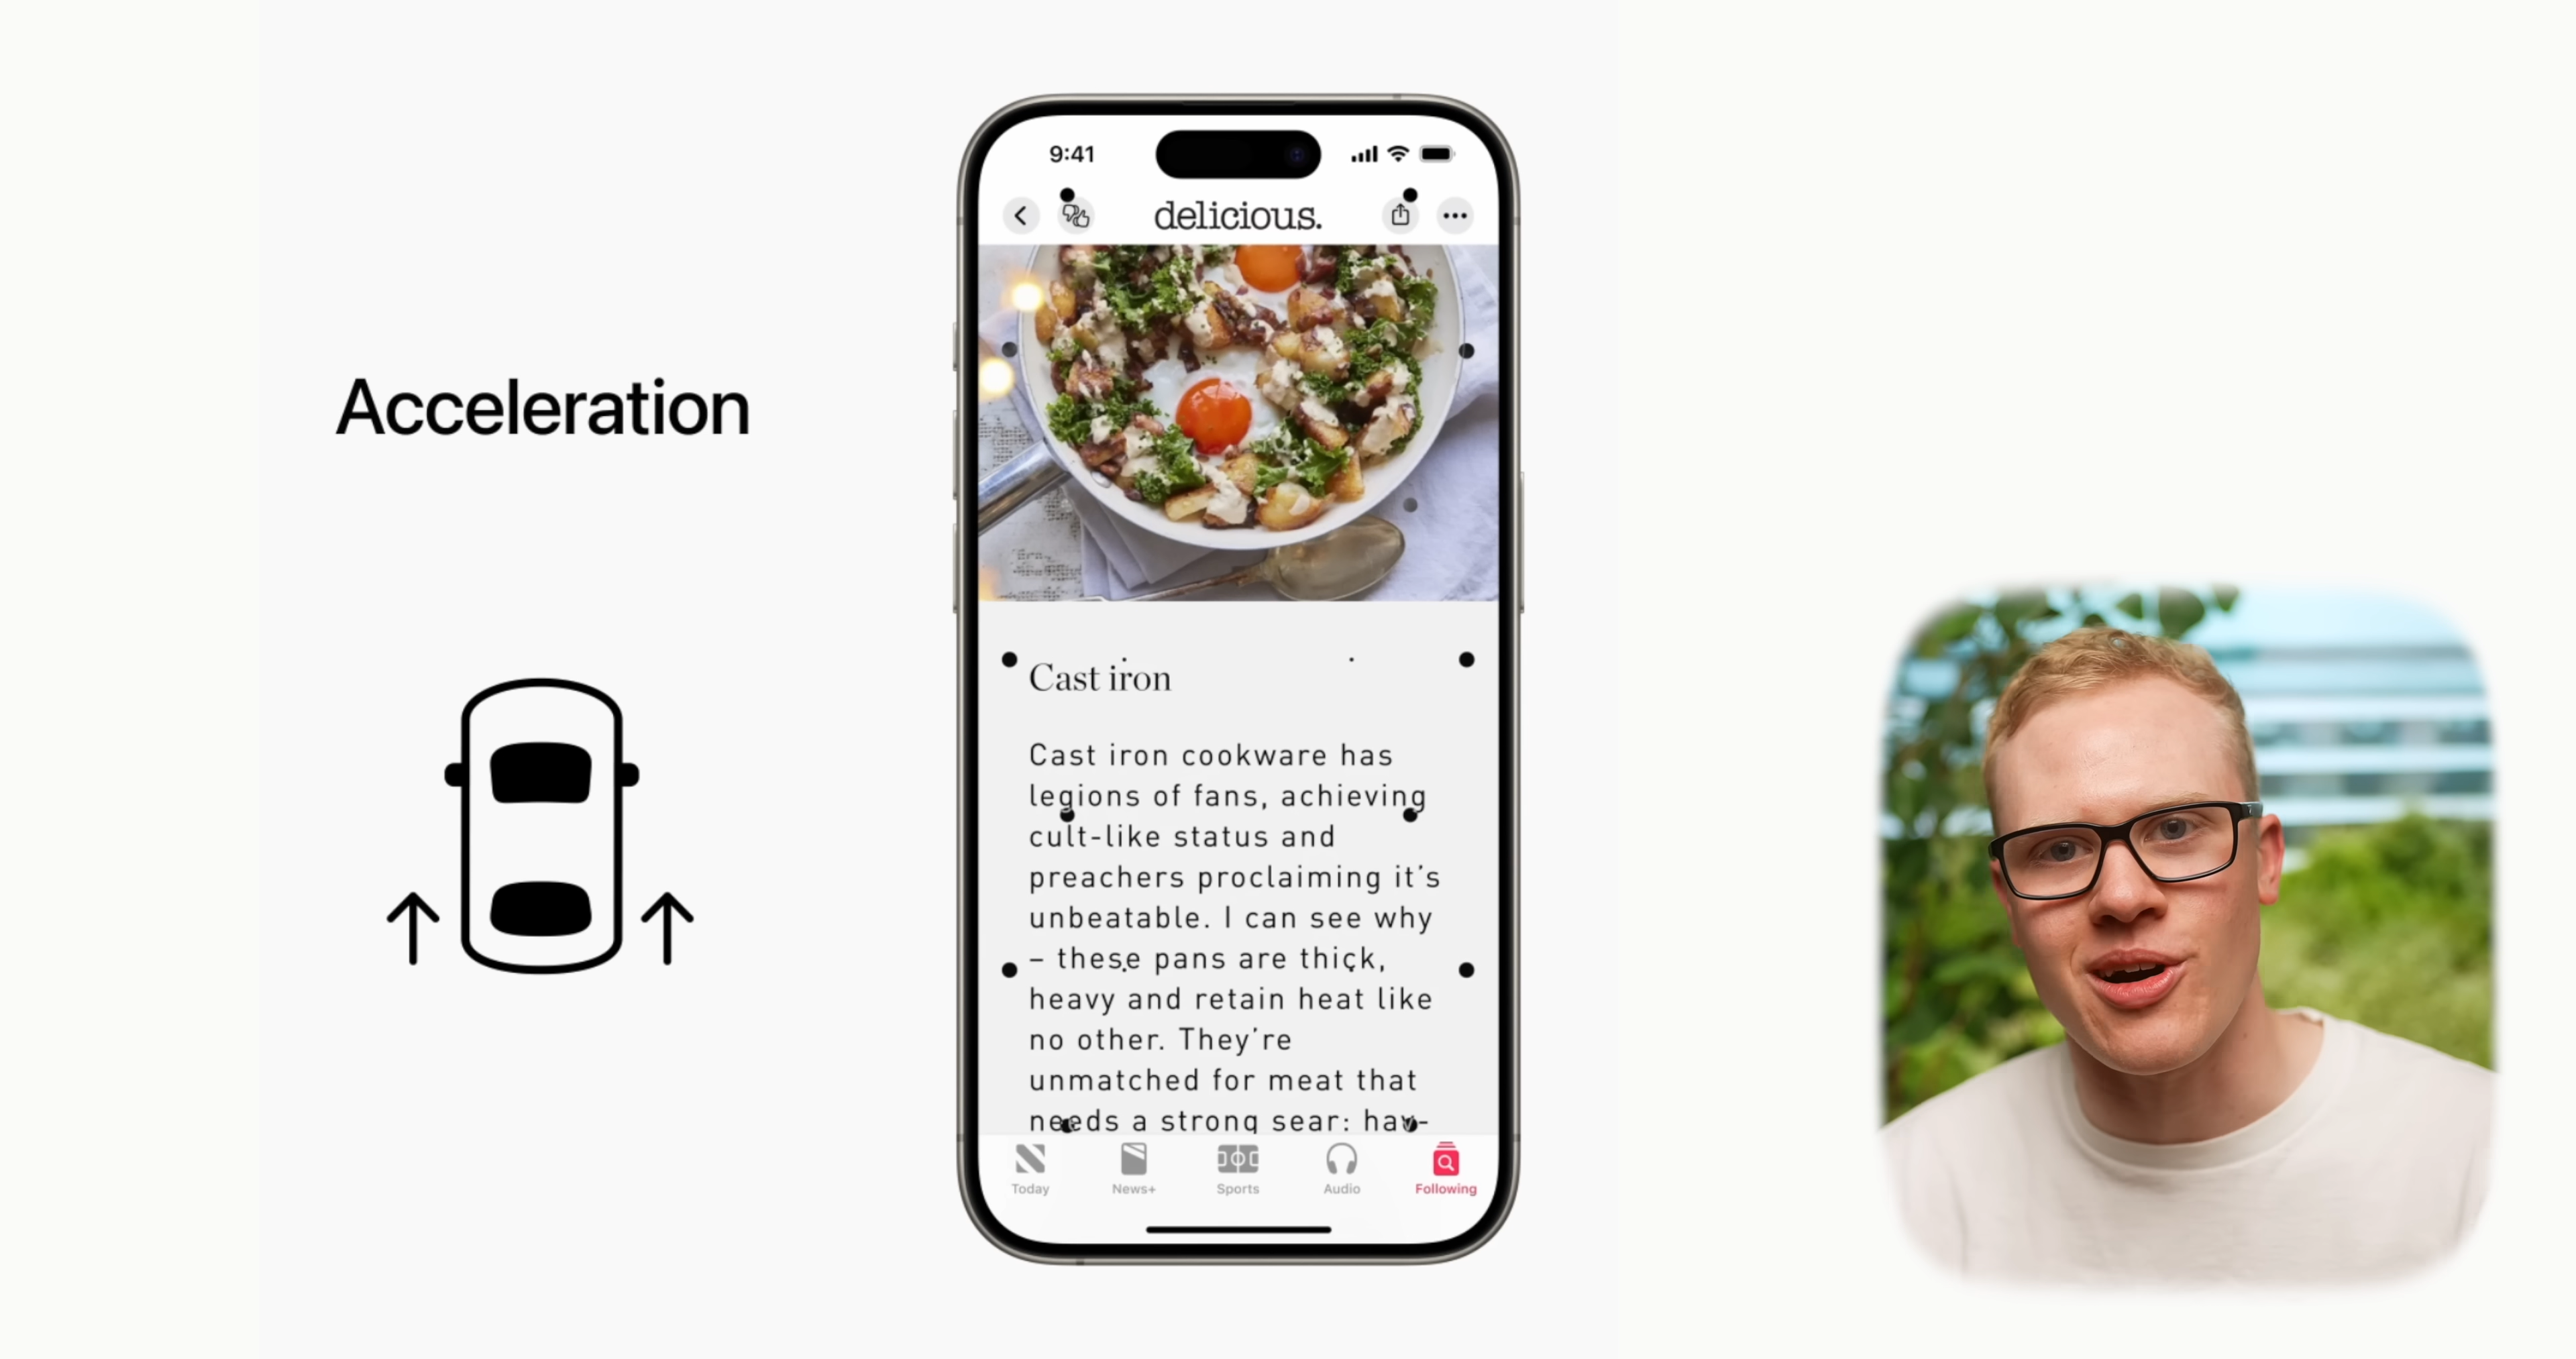 Acceleration
9:41
delicious.
Cast iron
Cast iron cookware has
legions of fans, achieving
cult-like status and
preachers proclaiming it’s
unbeatable. I can see why
– these pans are thick,
heavy and retain heat like
no other. They’re
unmatched for meat that
needs a strong sear: hav-
Today
News+
Sports
Audio
Following